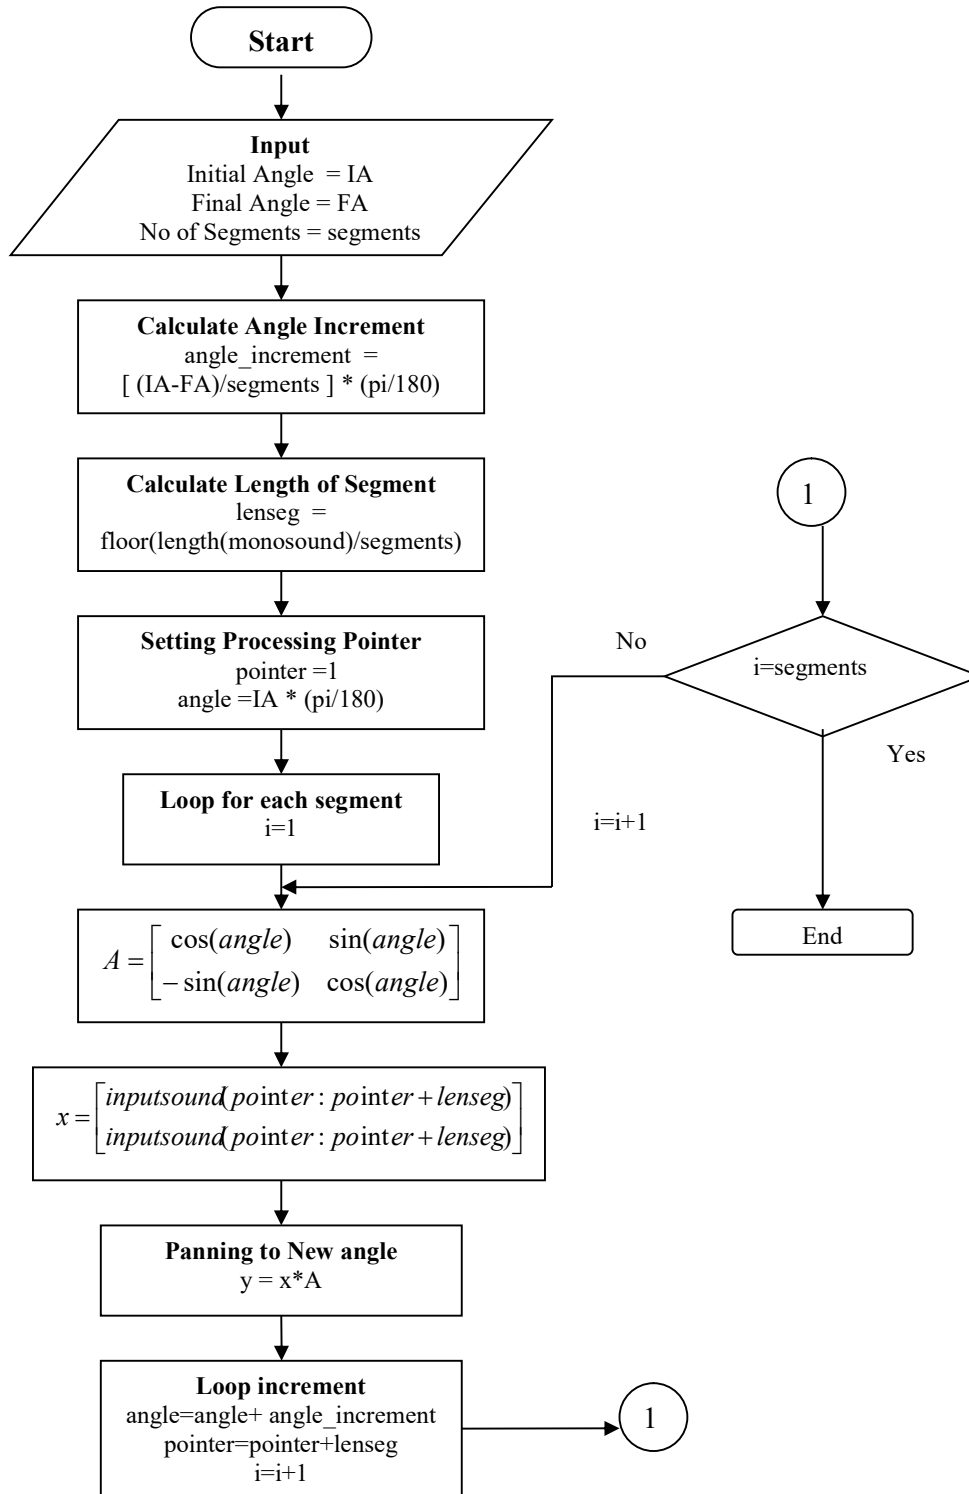 Start
Input
Initial Angle = IA
Final Angle = FA
No of Segments = segments
Calculate Angle Increment
angle_increment =
[ (IA-FA)/segments ] * (pi/180)
Calculate Length of Segment
lenseg =
floor(length(monosound)/segments)
Setting Processing Pointer
pointer =1
angle =IA * (pi/180)
Loop for each segment
i=1
A = [ cos(angle) sin(angle)
− sin(angle) cos(angle) ]
x = [ inputsound(pointer : pointer + lenseg)
inputsound(pointer : pointer + lenseg) ]
Panning to New angle
y = x*A
Loop increment
angle=angle+ angle_increment
pointer=pointer+lenseg
i=i+1
1
1
i=segments
No
Yes
i=i+1
End